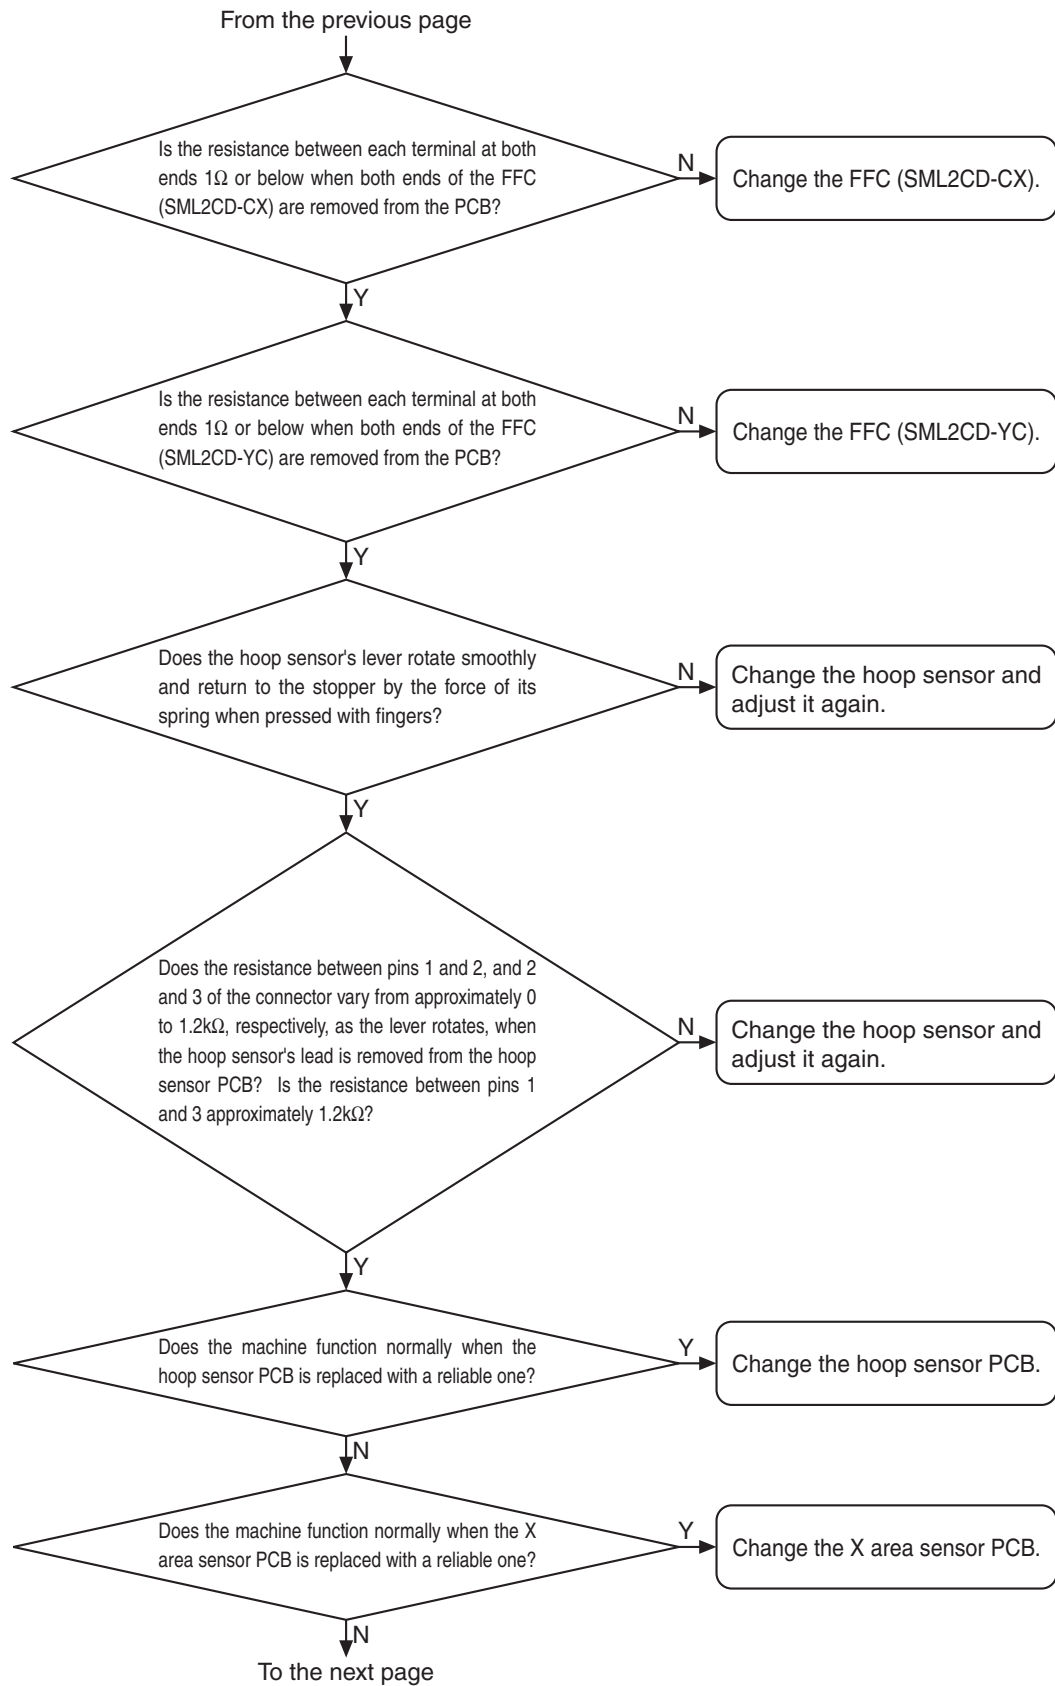 From the previous page
Is the resistance between each terminal at both
ends 1Ω or below when both ends of the FFC
(SML2CD-CX) are removed from the PCB?
N
Change the FFC (SML2CD-CX).
Y
Is the resistance between each terminal at both
ends 1Ω or below when both ends of the FFC
(SML2CD-YC) are removed from the PCB?
N
Change the FFC (SML2CD-YC).
Y
Does the hoop sensor's lever rotate smoothly
and return to the stopper by the force of its
spring when pressed with fingers?
N
Change the hoop sensor and
adjust it again.
Y
Does the resistance between pins 1 and 2, and 2
and 3 of the connector vary from approximately 0
to 1.2kΩ, respectively, as the lever rotates, when
the hoop sensor's lead is removed from the hoop
sensor PCB? Is the resistance between pins 1
and 3 approximately 1.2kΩ?
N
Change the hoop sensor and
adjust it again.
Y
Does the machine function normally when the
hoop sensor PCB is replaced with a reliable one?
Y
Change the hoop sensor PCB.
N
Does the machine function normally when the X
area sensor PCB is replaced with a reliable one?
Y
Change the X area sensor PCB.
N
To the next page